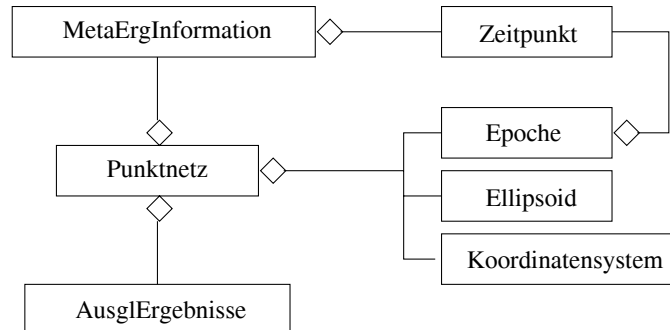 MetaErgInformation
Zeitpunkt
Epoche
Punktnetz
Ellipsoid
Koordinatensystem
AusglErgebnisse